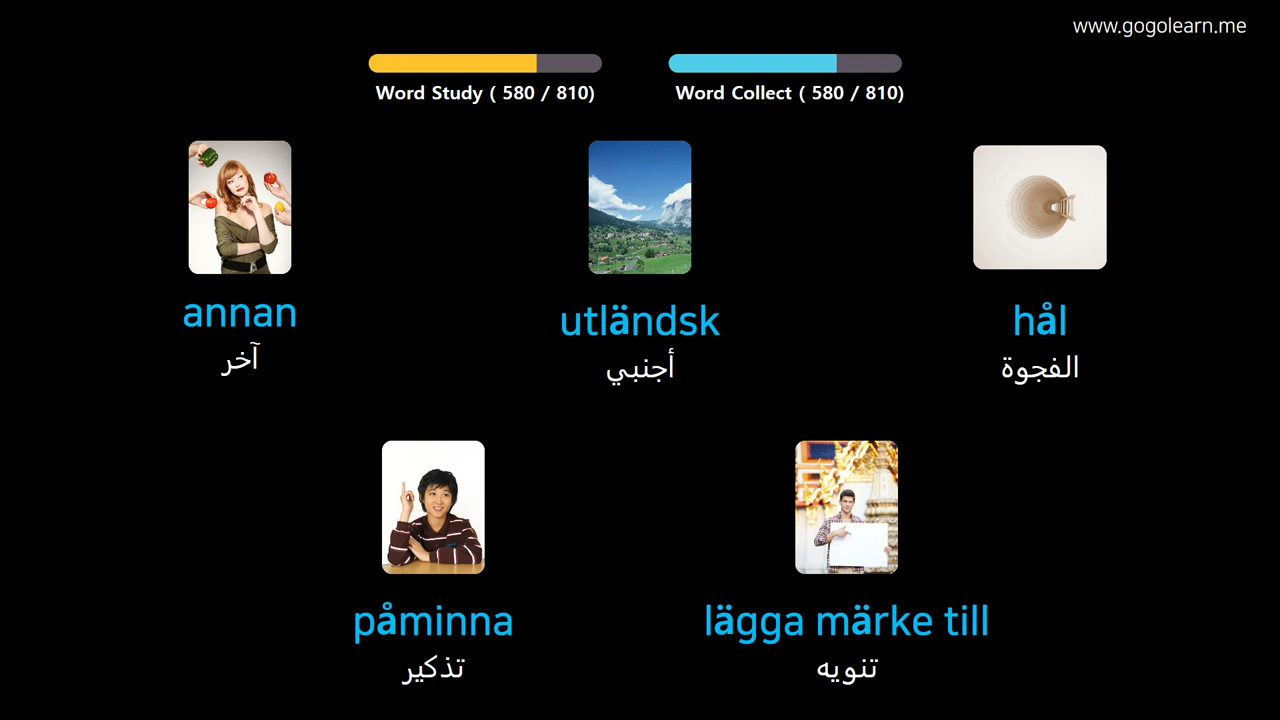 www.gogolearn.me
Word Study ( 580 / 810)
Word Collect ( 580 / 810)
annan
آخر
utländsk
أجنبي
hål
الفجوة
påminna
تذكير
lägga märke till
تنويه